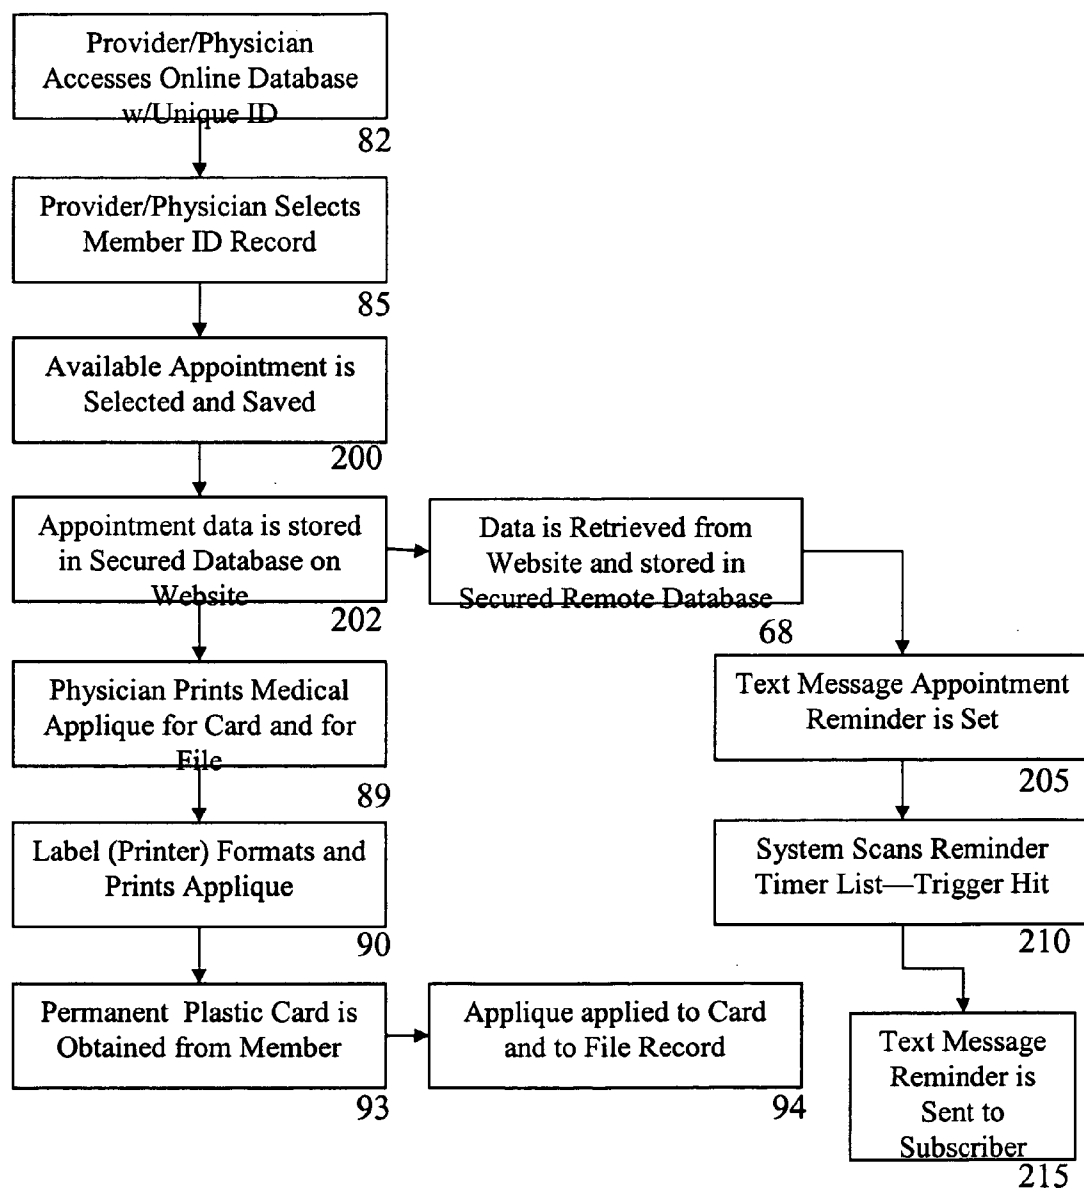 Provider/Physician
Accesses Online Database
w/Unique ID
82
Provider/Physician Selects
Member ID Record
85
Available Appointment is
Selected and Saved
200
Appointment data is stored
in Secured Database on
Website
202
Data is Retrieved from
Website and stored in
Secured Remote Database
68
Physician Prints Medical
Applique for Card and for
File
89
Text Message Appointment
Reminder is Set
205
Label (Printer) Formats and
Prints Applique
90
System Scans Reminder
Timer List—Trigger Hit
210
Permanent Plastic Card is
Obtained from Member
93
Applique applied to Card
and to File Record
94
Text Message
Reminder is
Sent to
Subscriber
215